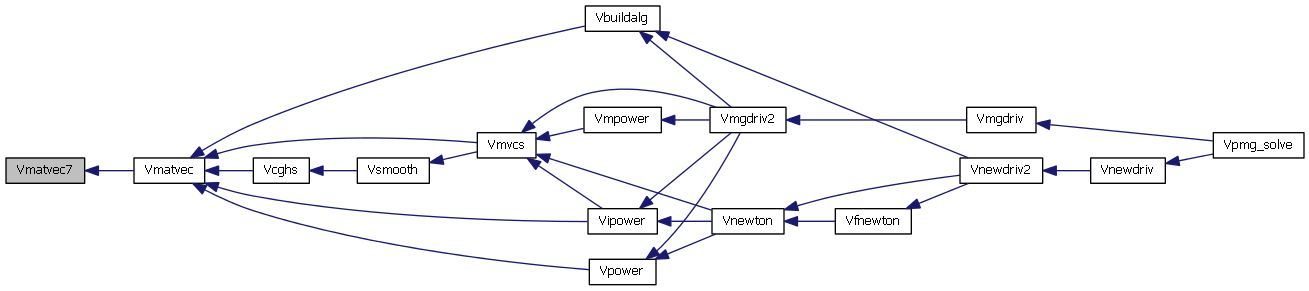 Vbuildalg
Vmpower
Vmgdriv2
Vmgdriv
Vmvcs
Vpmg_solve
Vmatvec7
Vmatvec
Vcghs
Vsmooth
Vnewdriv2
Vnewdriv
Vipower
Vnewton
Vfnewton
Vpower